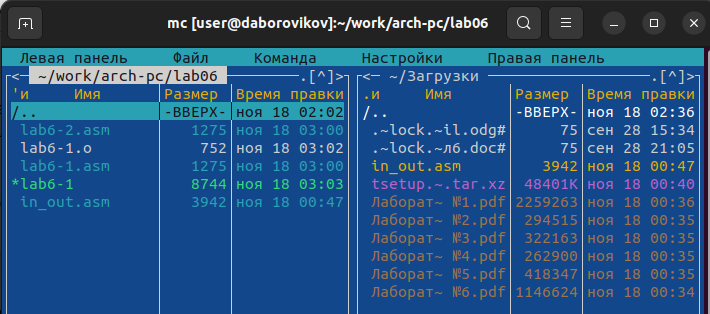 mc [user@daborovikov]:~/work/arch-pc/lab06
Левая панель Файл Команда Настройки Правая панель
<─ ~/work/arch-pc/lab06 ─.[^]>
'и Имя Размер Время правки
/.. -ВВЕРХ- ноя 18 02:02
lab6-2.asm 1275 ноя 18 03:00
lab6-1.o 752 ноя 18 03:02
lab6-1.asm 1275 ноя 18 03:00
*lab6-1 8744 ноя 18 03:03
in_out.asm 3942 ноя 18 00:47
<─ ~/Загрузки ─.[^]>
.и Имя Размер Время правки
/.. -ВВЕРХ- ноя 18 02:36
.~lock.~il.odg# 75 сен 28 15:34
.~lock.~л6.doc# 75 сен 28 21:05
in_out.asm 3942 ноя 18 00:47
tsetup.~.tar.xz 48401K ноя 18 00:40
Лаборат~ №1.pdf 2259263 ноя 18 00:36
Лаборат~ №2.pdf 294515 ноя 18 00:35
Лаборат~ №3.pdf 322163 ноя 18 00:35
Лаборат~ №4.pdf 262900 ноя 18 00:35
Лаборат~ №5.pdf 418347 ноя 18 00:35
Лаборат~ №6.pdf 1146624 ноя 18 00:34